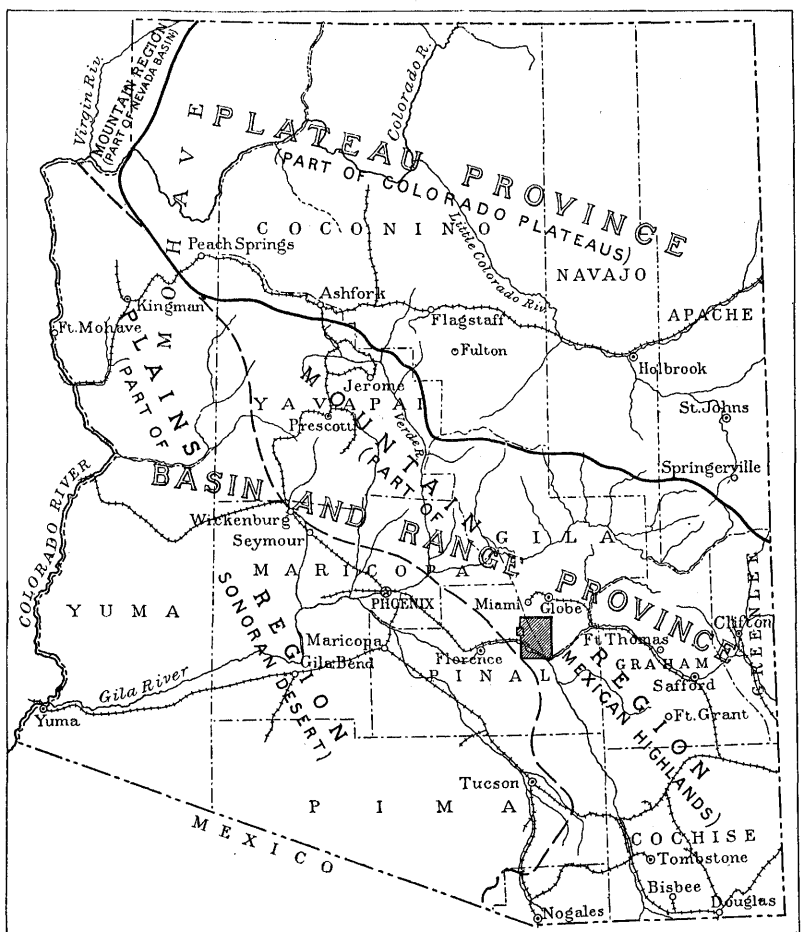 Virgin Riv.
MOUNTAIN REGION
(PART OF NEVADA BASIN)
Colorado R.
PLATEAU PROVINCE
(PART OF COLORADO PLATEAUS)
MOHAVE
COCONINO
Little Colorado Riv.
NAVAJO
APACHE
Peach Springs
Kingman
Ft. Mohave
Ashfork
Flagstaff
Fulton
Holbrook
St. Johns
Springerville
Jerome
YAVAPAI
Prescott
Verde R.
PLAINS
(PART OF
MOUNTAIN
(PART OF
BASIN AND RANGE PROVINCE
COLORADO RIVER
Wickenburg
Seymour
GILA
MARICOPA
PHOENIX
Miami
Globe
YUMA
REGION
SONORAN DESERT)
Maricopa
Gila Bend
Florence
PINAL
Ft Thomas
Clifton
GREENLEE
GRAHAM
Safford
REGION
MEXICAN HIGHLANDS)
Ft. Grant
Gila River
Yuma
Tucson
PIMA
MEXICO
COCHISE
Tombstone
Bisbee
Douglas
Nogales